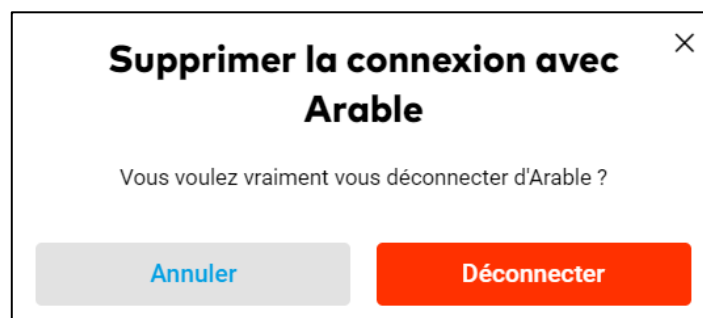 Supprimer la connexion avec
Arable
Vous voulez vraiment vous déconnecter d'Arable ?
Annuler
Déconnecter